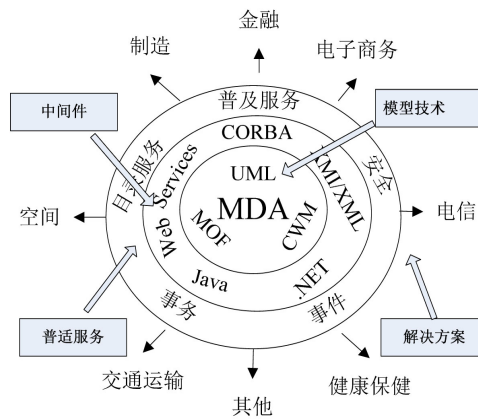 金融
制造
电子商务
普及服务
中间件
模型技术
CORBA
目录服务
Web Services
UML
XMI/XML
安全
MDA
MOF
CWM
空间
电信
Java
.NET
事务
事件
普适服务
解决方案
交通运输
健康保健
其他